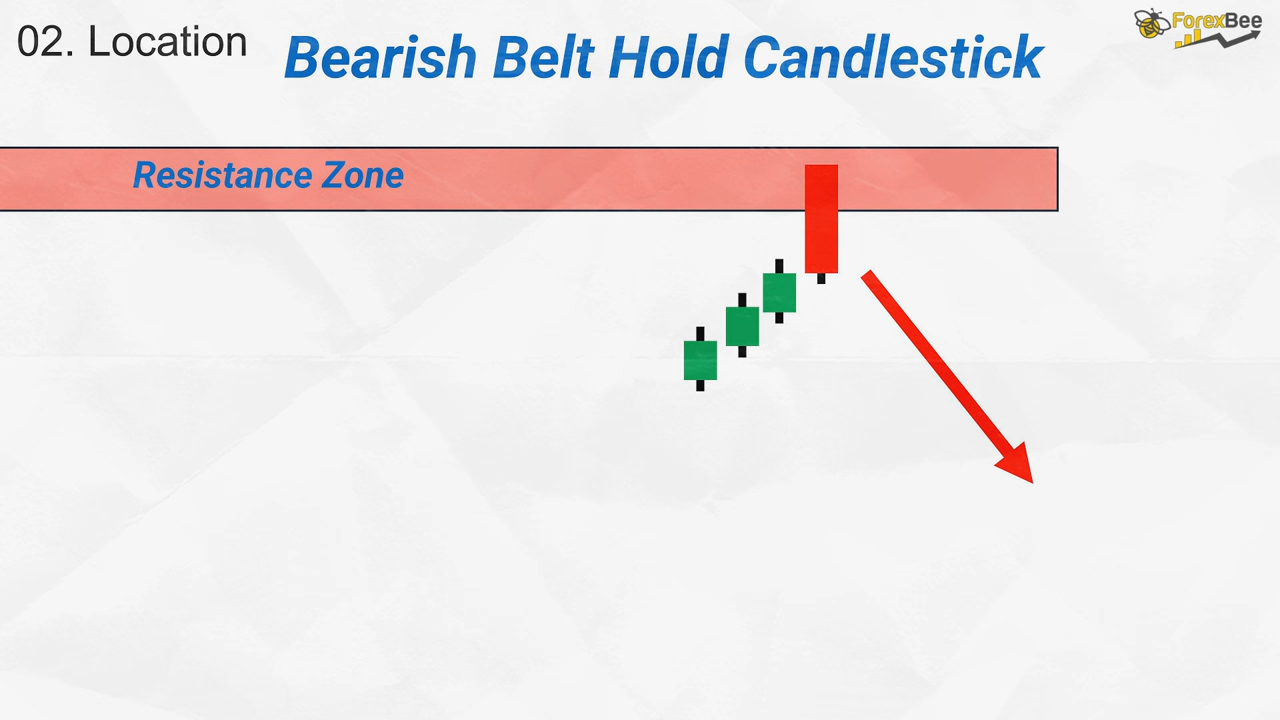 02. Location
Bearish Belt Hold Candlestick
ForexBee
Resistance Zone